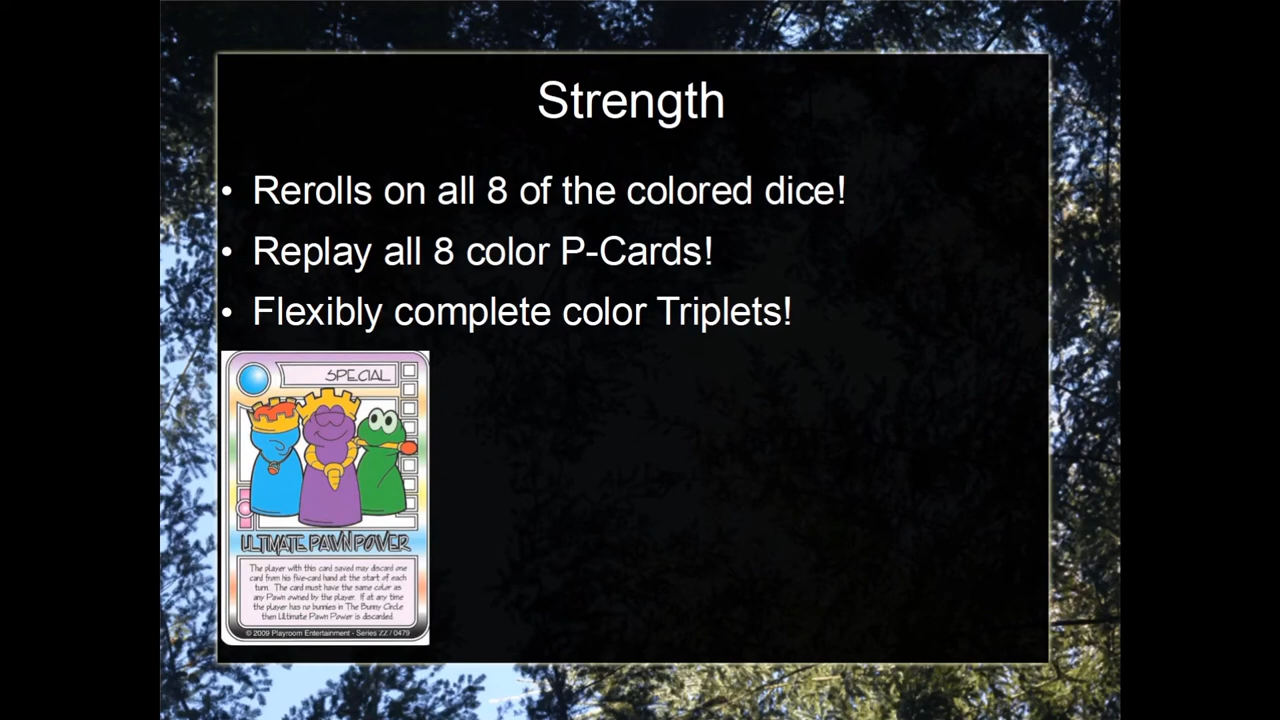 Strength
• Rerolls on all 8 of the colored dice!
• Replay all 8 color P-Cards!
• Flexibly complete color Triplets!
SPECIAL
ULTIMATE PAWN POWER
The player with this card saved may discard one
card from his five-card hand at the start of each
turn. The card must have the same color as
any Pawn owned by the player. If at any time
the player has no bunnies in The Bunny Circle
then Ultimate Pawn Power is discarded.
© 2009 Playroom Entertainment - Series ZZ / 0479